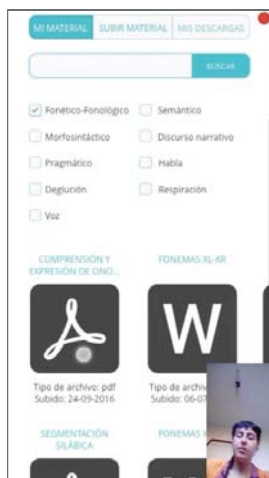 MI MATERIAL SUBIR MATERIAL MIS DESCARGAS
BUSCAR
Fonético-Fonológico Semántico
Morfosintáctico Discurso narrativo
Pragmático Habla
Deglución Respiración
Voz
COMPRENSIÓN Y
EXPRESIÓN DE ONO...
FONEMAS XL-XR
W
Tipo de archivo: pdf
Subido: 24-09-2016
Tipo de
Subido: 06-07
SEGMENTACIÓN
SILÁBICA
FONEMAS